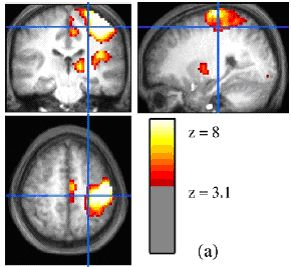 z = 8
z = 3.1
(a)